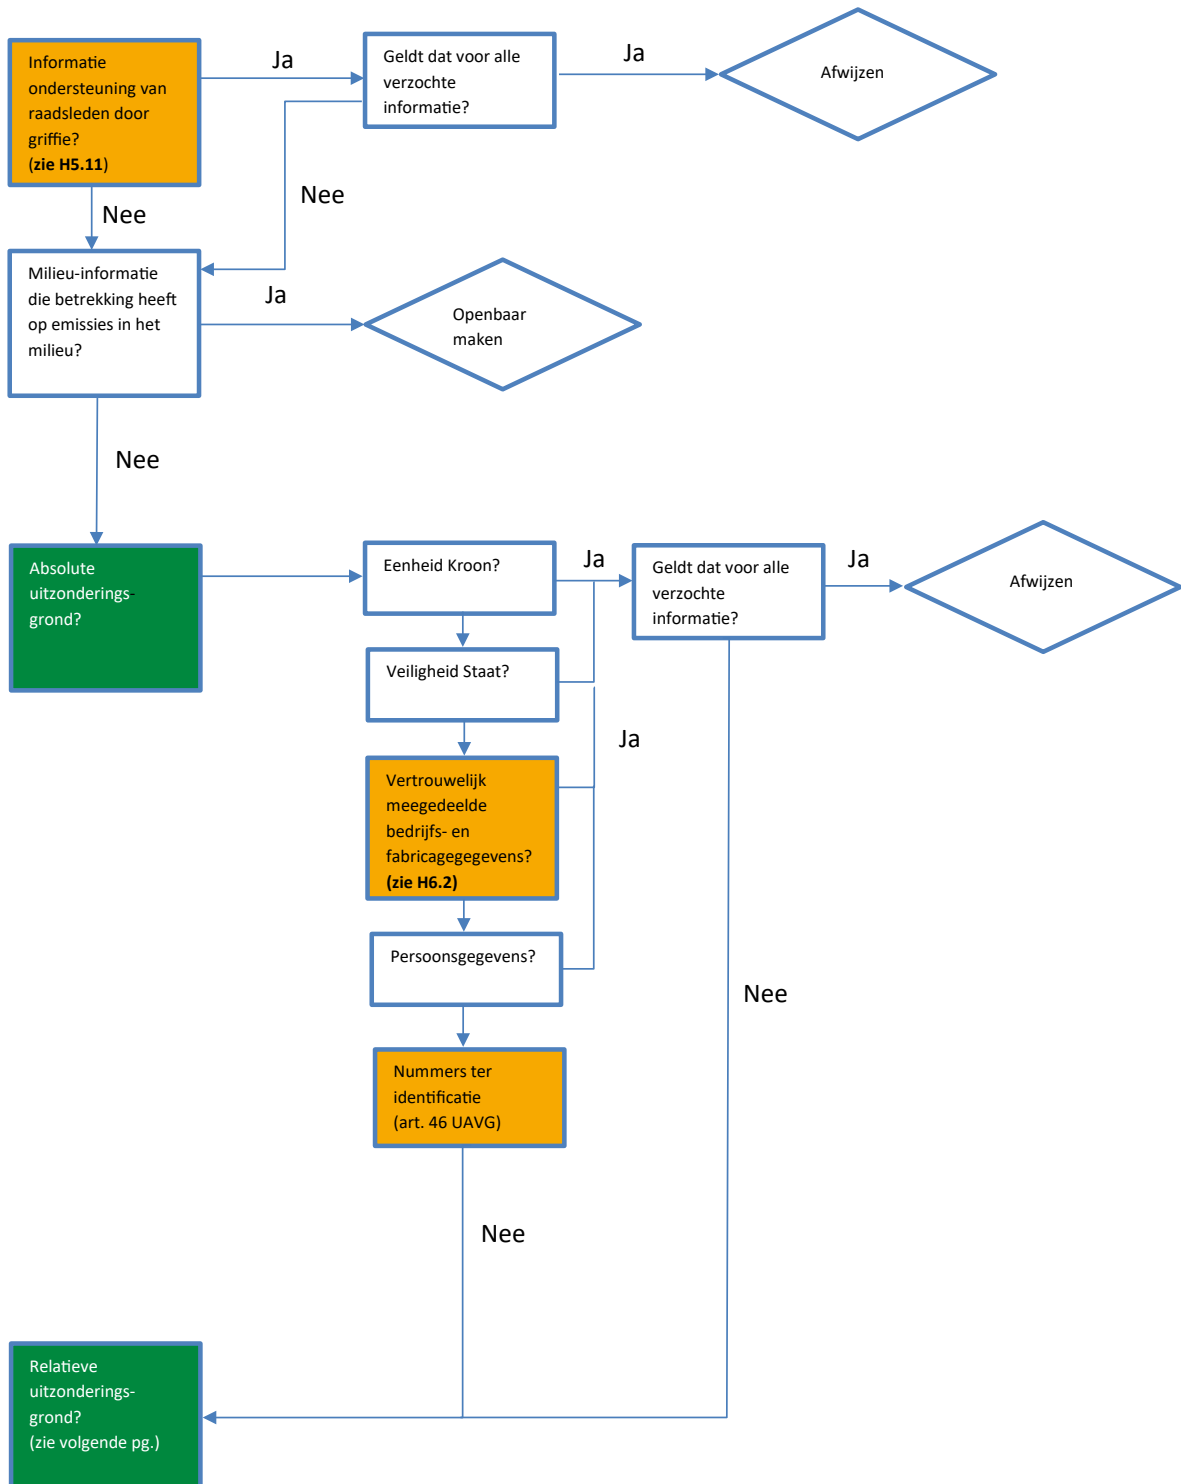 Informatie
ondersteuning van
raadsleden door
griffie?
(zie H5.11)
Ja
Geldt dat voor alle
verzochte
informatie?
Ja
Afwijzen
Nee
Nee
Milieu-informatie
die betrekking heeft
op emissies in het
milieu?
Ja
Openbaar
maken
Nee
Absolute
uitzonderings-
grond?
Eenheid Kroon?
Ja
Geldt dat voor alle
verzochte
informatie?
Ja
Afwijzen
Veiligheid Staat?
Ja
Vertrouwelijk
meegedeelde
bedrijfs- en
fabricagegegevens?
(zie H6.2)
Persoonsgegevens?
Nee
Nummers ter
identificatie
(art. 46 UAVG)
Nee
Relatieve
uitzonderings-
grond?
(zie volgende pg.)